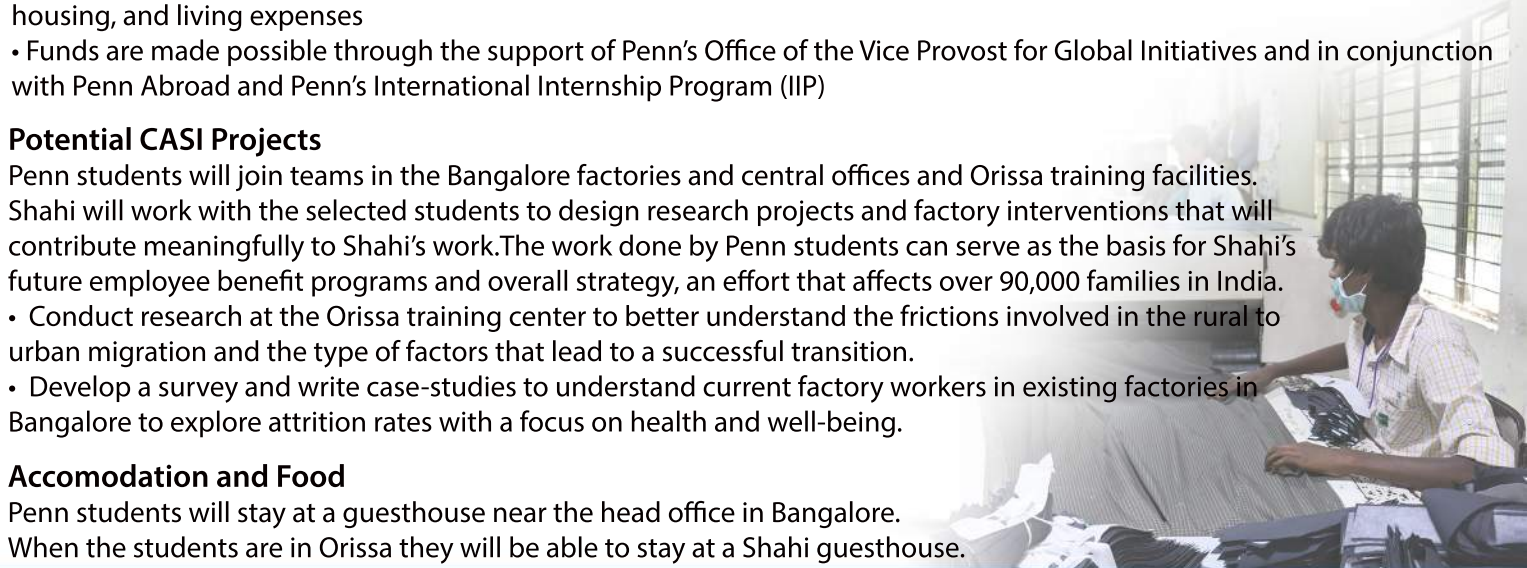 housing, and living expenses
• Funds are made possible through the support of Penn's Office of the Vice Provost for Global Initiatives and in conjunction
with Penn Abroad and Penn's International Internship Program (IIP)
Potential CASI Projects
Penn students will join teams in the Bangalore factories and central offices and Orissa training facilities.
Shahi will work with the selected students to design research projects and factory interventions that will
contribute meaningfully to Shahi's work.The work done by Penn students can serve as the basis for Shahi's
future employee benefit programs and overall strategy, an effort that affects over 90,000 families in India.
• Conduct research at the Orissa training center to better understand the frictions involved in the rural to
urban migration and the type of factors that lead to a successful transition.
• Develop a survey and write case-studies to understand current factory workers in existing factories in
Bangalore to explore attrition rates with a focus on health and well-being.
Accomodation and Food
Penn students will stay at a guesthouse near the head office in Bangalore.
When the students are in Orissa they will be able to stay at a Shahi guesthouse.